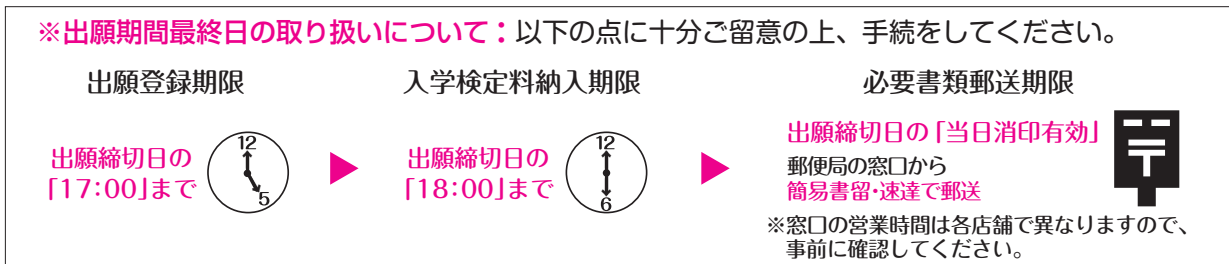 ※出願期間最終日の取り扱いについて：以下の点に十分ご留意の上、手続をしてください。
出願登録期限
出願締切日の
「17:00」まで
12
5
入学検定料納入期限
出願締切日の
「18:00」まで
12
6
必要書類郵送期限
出願締切日の「当日消印有効」
郵便局の窓口から
簡易書留・速達で郵送
※窓口の営業時間は各店舗で異なりますので、
事前に確認してください。